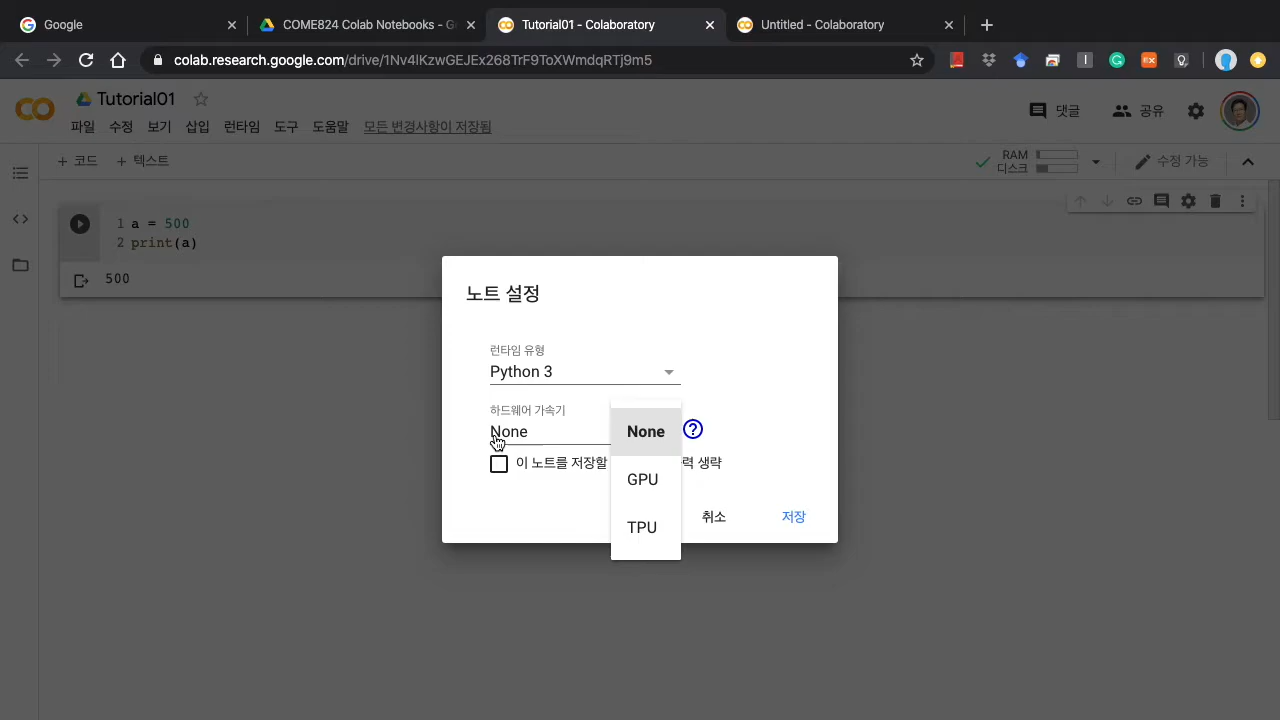 Google
COME824 Colab Notebooks - G
Tutorial01 - Colaboratory
Untitled - Colaboratory
colab.research.google.com/drive/1Nv4lKzwGEJEx268TrF9ToXWmdqRTj9m5
Tutorial01
댓글
공유
파일 수정 보기 삽입 런타임 도구 도움말 모든 변경사항이 저장됨
+ 코드 + 텍스트
RAM
디스크
수정 가능
1 a = 500
2 print(a)
500
노트 설정
런타임 유형
Python 3
하드웨어 가속기
None
None
GPU
TPU
이 노트를 저장할 력 생략
취소
저장